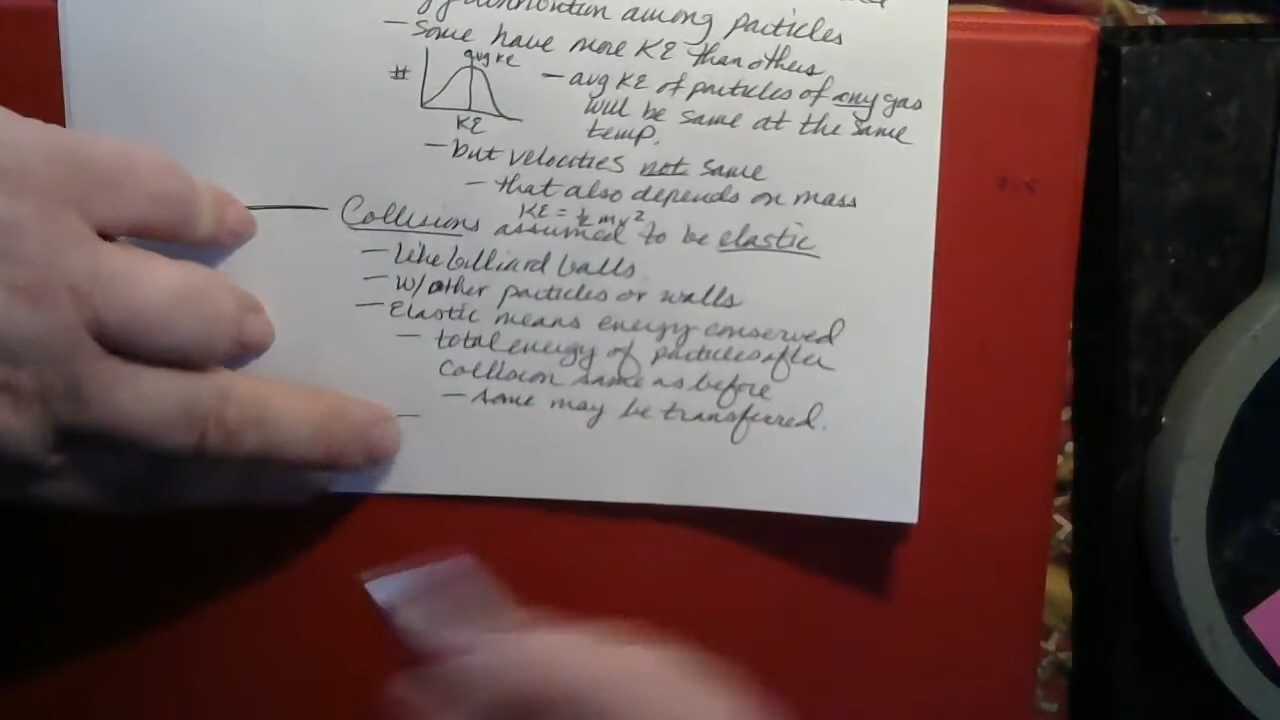 among particles
- Some have more KE than others
avg KE
#
KE
- avg KE of particles of any gas
will be same at the same
temp.
- but velocities not same
- that also depends on mass
KE = ½ mv²
Collisions assumed to be elastic
- like billiard balls
- w/other particles or walls
- Elastic means energy conserved
- total energy of particles after
collision same as before
- some may be transferred.
-